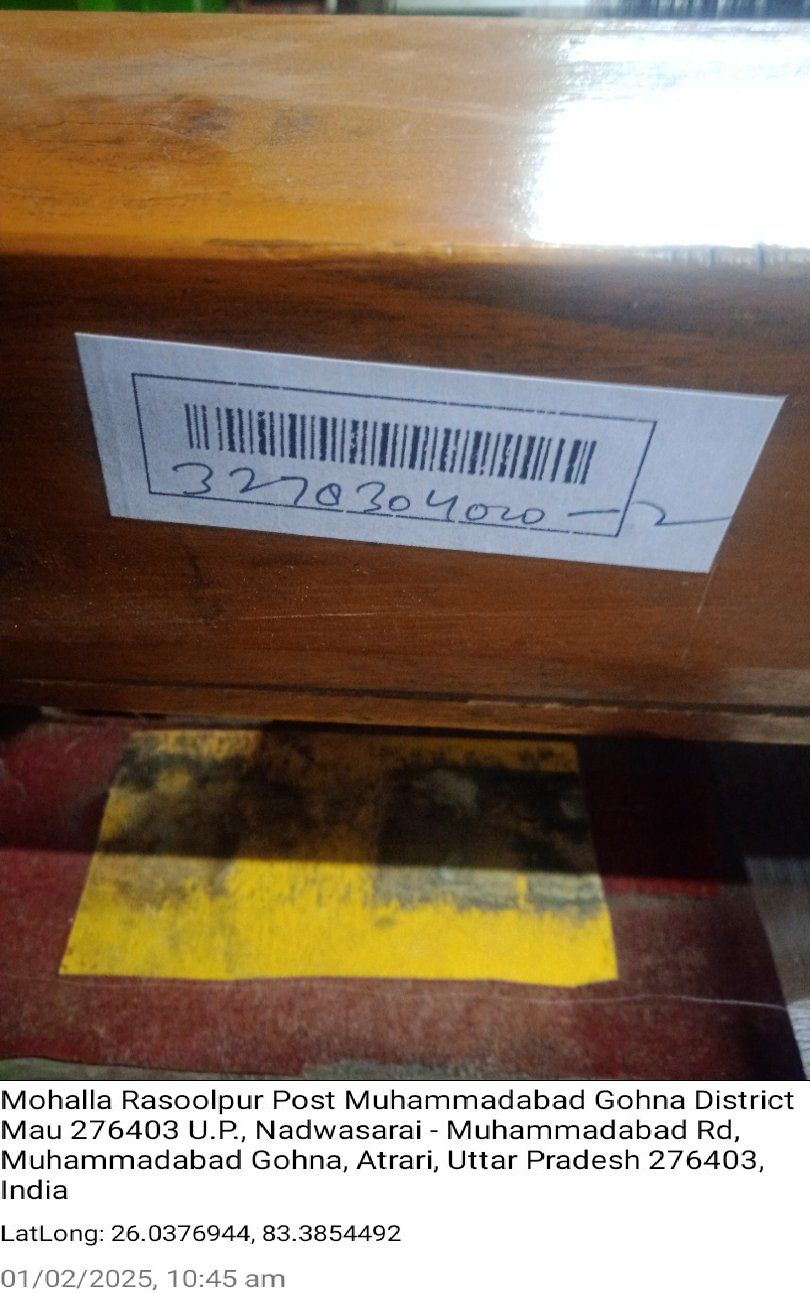 3270304020-2
Mohalla Rasoolpur Post Muhammadabad Gohna District
Mau 276403 U.P., Nadwasarai - Muhammadabad Rd,
Muhammadabad Gohna, Atrari, Uttar Pradesh 276403,
India
LatLong: 26.0376944, 83.3854492
01/02/2025, 10:45 am